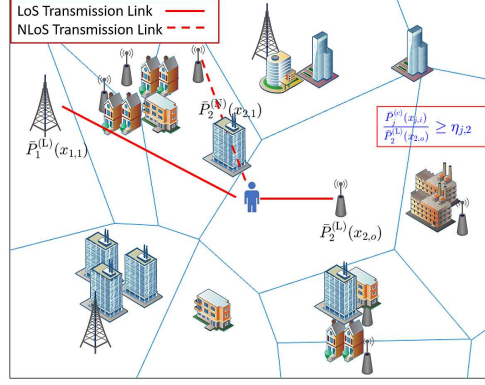 LoS Transmission Link
NLoS Transmission Link
P̄₂⁽ᴺ⁾(x₂,₁)
P̄₁⁽ᴸ⁾(x₁,₁)
P̄ⱼ⁽ᶜ⁾(xⱼ,ᵢ) / P̄₂⁽ᴸ⁾(x₂,ₒ) ≥ ηⱼ,₂
P̄₂⁽ᴸ⁾(x₂,ₒ)